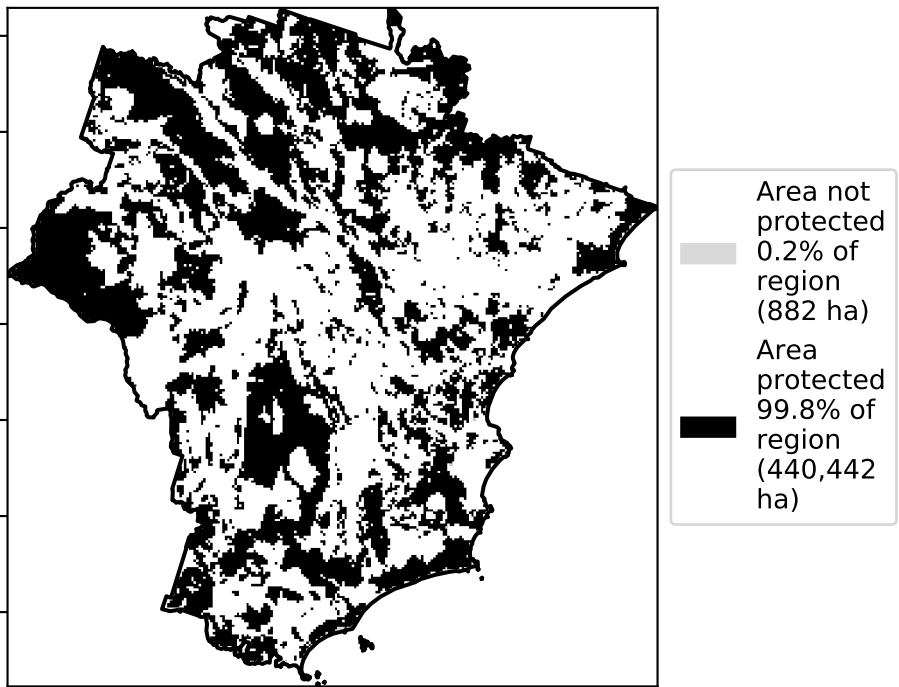 Area not
protected
0.2% of
region
(882 ha)
Area
protected
99.8% of
region
(440,442
ha)